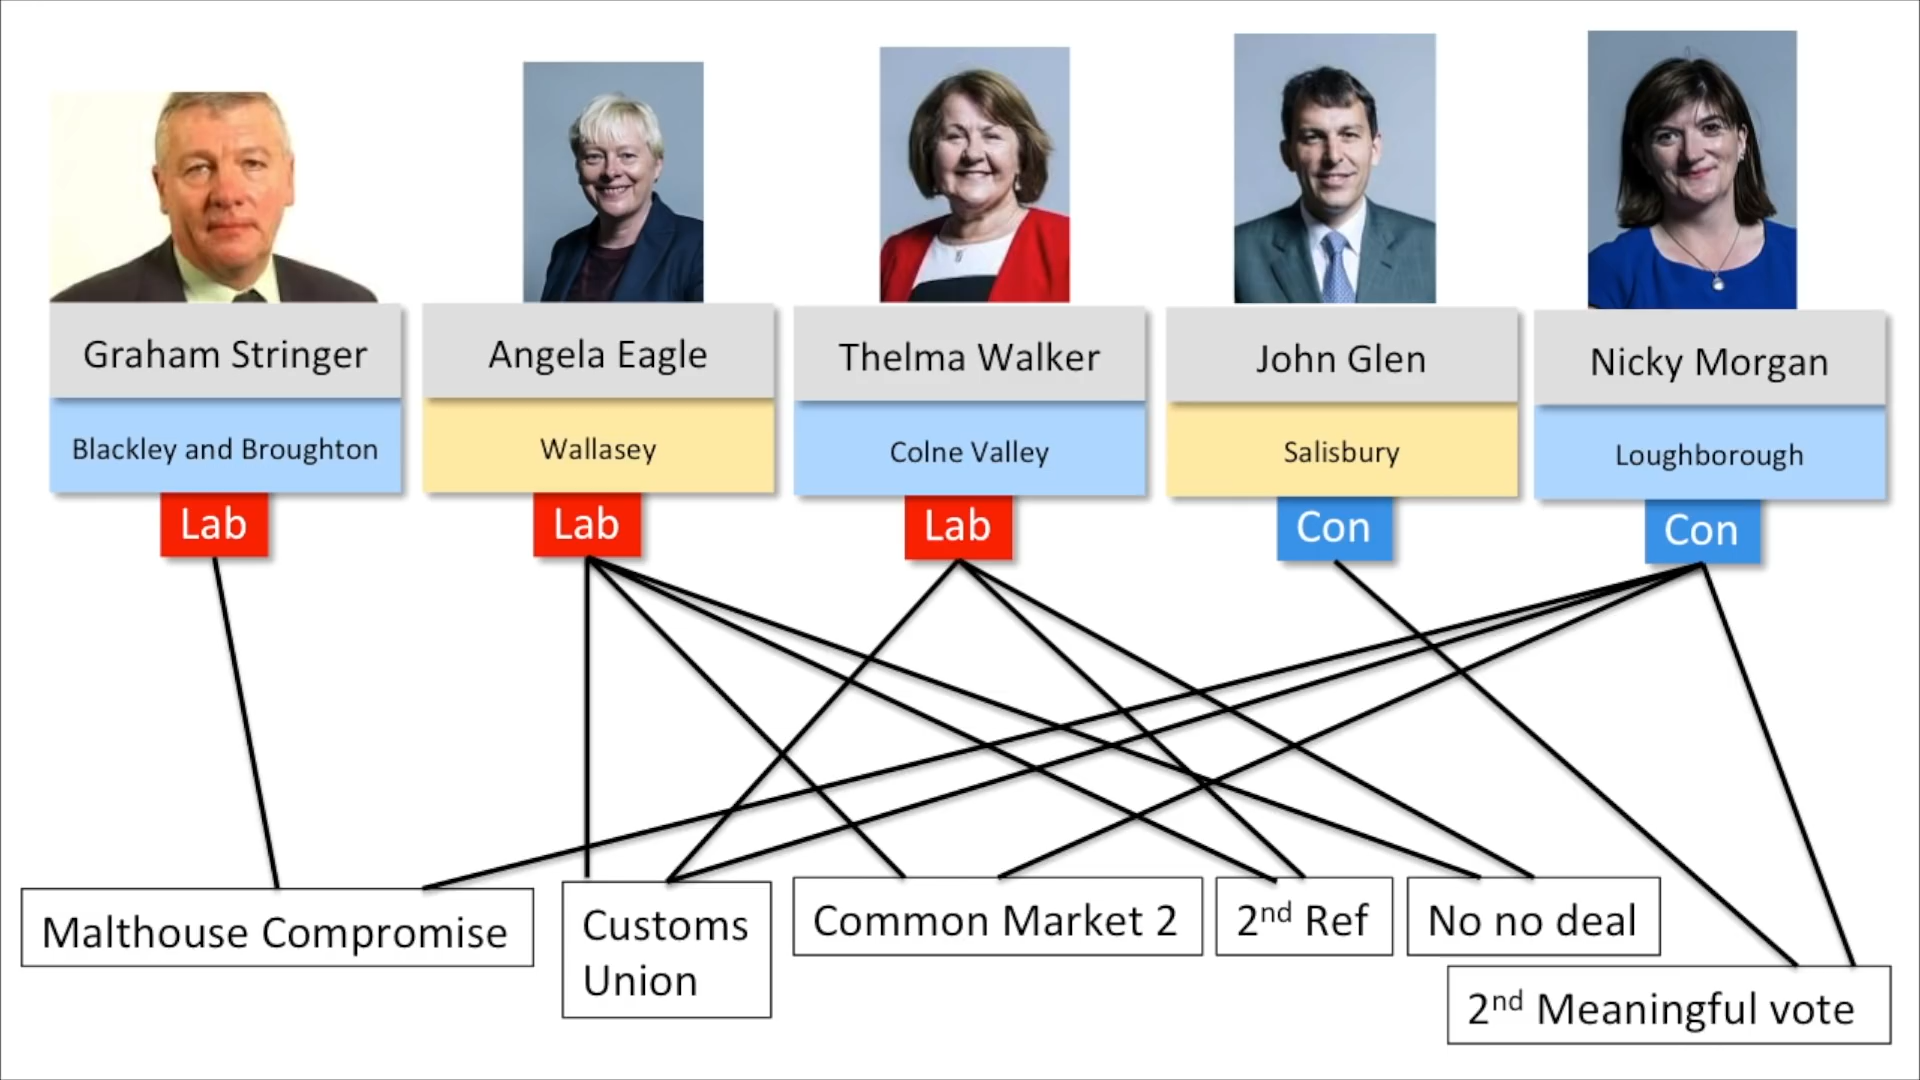 Graham Stringer
Angela Eagle
Thelma Walker
John Glen
Nicky Morgan
Blackley and Broughton
Wallasey
Colne Valley
Salisbury
Loughborough
Lab
Lab
Lab
Con
Con
Malthouse Compromise
Customs
Union
Common Market 2
2nd Ref
No no deal
2nd Meaningful vote